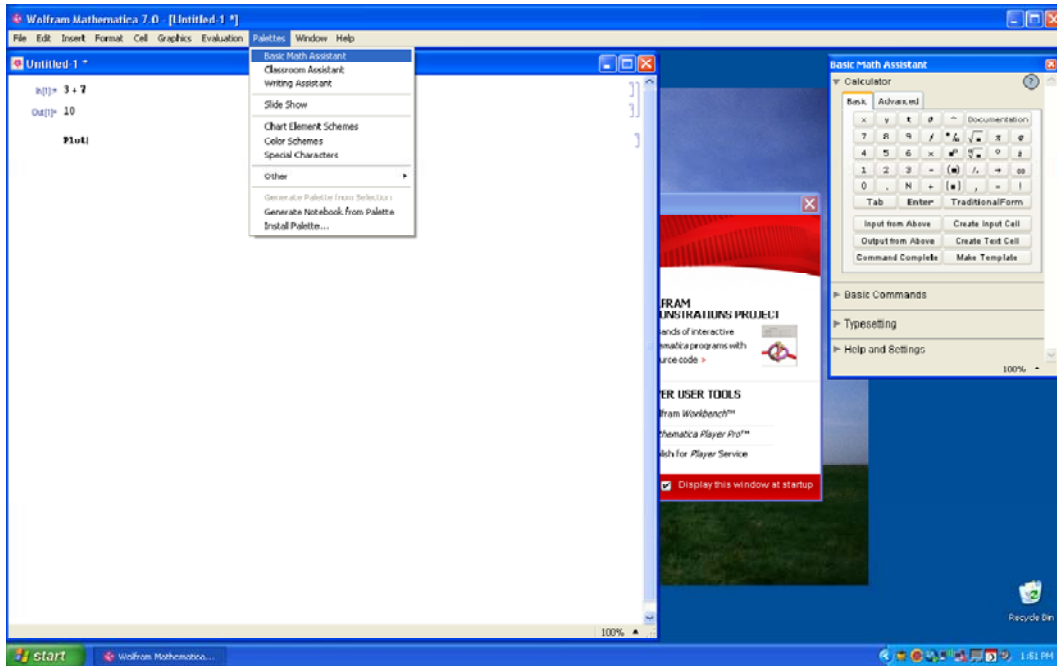 Wolfram Mathematica 7.0 - [Untitled-1 *]
File Edit Insert Format Cell Graphics Evaluation Palettes Window Help
Untitled-1 *
In[1]= 3 + 7
Out[1]= 10
Plot
Basic Math Assistant
Classroom Assistant
Writing Assistant
Slide Show
Chart Element Schemes
Color Schemes
Special Characters
Other
Generate Palette from Selection
Generate Notebook from Palette
Install Palette...
100%
FRAM
ONSTRATIONS PROJECT
ands of interactive
ematica programs with
urce code »
ER USER TOOLS
fram Workbench™
thematica Player Pro™
lish for Player Service
Display this window at startup
Basic Math Assistant
Calculator
?
Basic Advanced
x y t θ ^ Documentation
7 8 9 / π e
4 5 6 × ° i
1 2 3 - (■) /. → ∞
0 . N + [■] , = !
Tab Enter TraditionalForm
Input from Above Create Input Cell
Output from Above Create Text Cell
Command Complete Make Template
Basic Commands
Typesetting
Help and Settings
100%
Recycle Bin
start Wolfram Mathematica... 1:51 PM